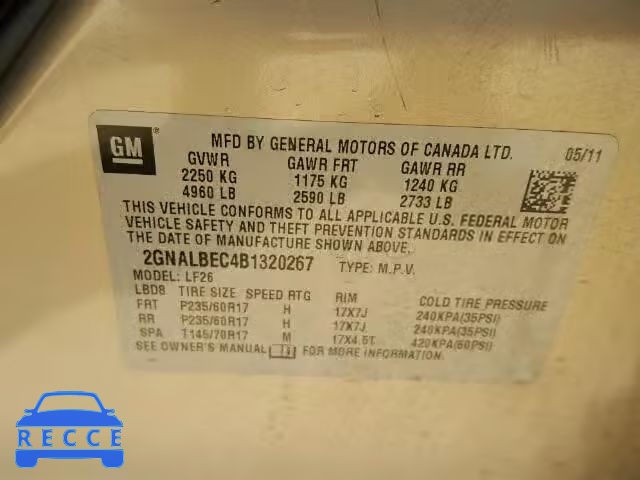 GM ®
MFD BY GENERAL MOTORS OF CANADA LTD.
05/11
GVWR GAWR FRT GAWR RR
2250 KG 1175 KG 1240 KG
4960 LB 2590 LB 2733 LB
THIS VEHICLE CONFORMS TO ALL APPLICABLE U.S. FEDERAL MOTOR
VEHICLE SAFETY AND THEFT PREVENTION STANDARDS IN EFFECT ON
THE DATE OF MANUFACTURE SHOWN ABOVE.
2GNALBEC4B1320267 TYPE: M.P.V.
MODEL: LF26
LBD8 TIRE SIZE SPEED RTG RIM COLD TIRE PRESSURE
FRT P235/60R17 H 17X7J 240KPA(35PSI)
RR P235/60R17 H 17X7J 240KPA(35PSI)
SPA T145/70R17 M 17X4.5T 420KPA(60PSI)
SEE OWNER'S MANUAL FOR MORE INFORMATION.
RECCE